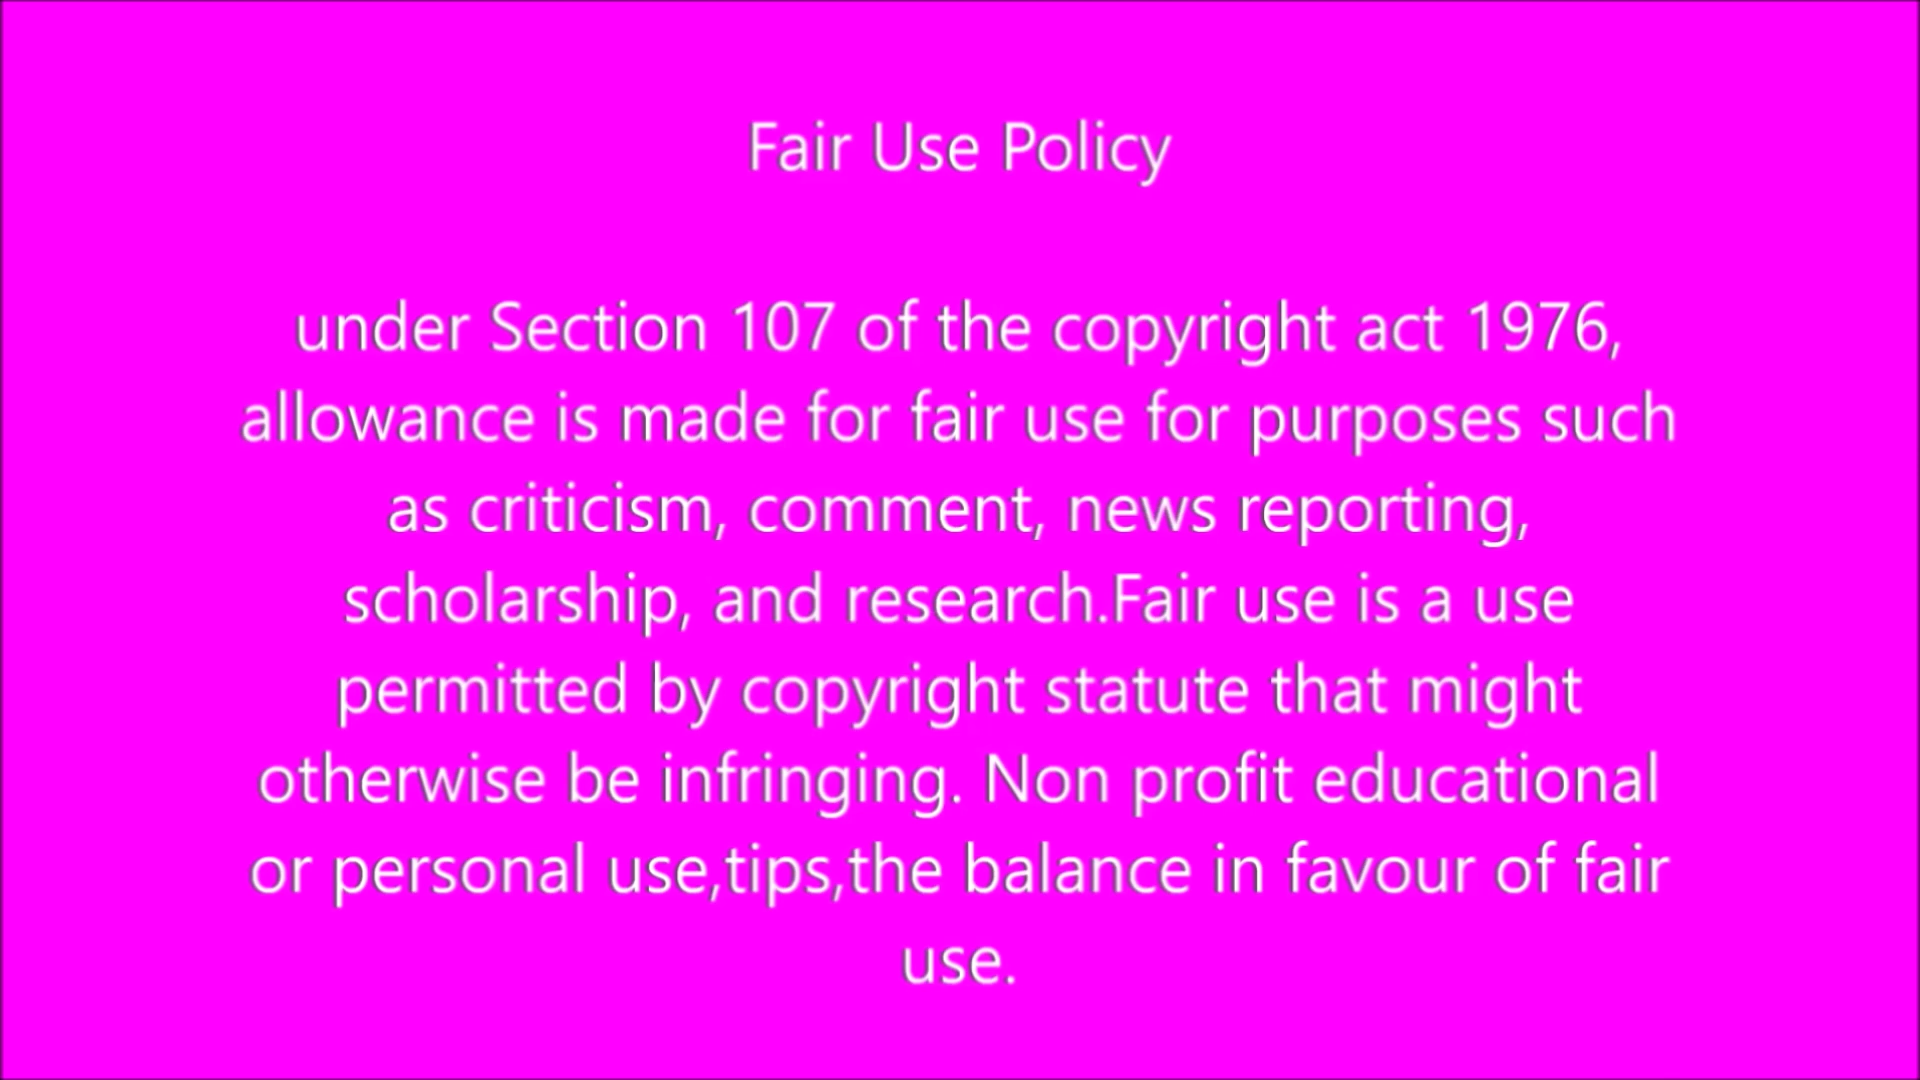 Fair Use Policy
under Section 107 of the copyright act 1976,
allowance is made for fair use for purposes such
as criticism, comment, news reporting,
scholarship, and research.Fair use is a use
permitted by copyright statute that might
otherwise be infringing. Non profit educational
or personal use,tips,the balance in favour of fair
use.